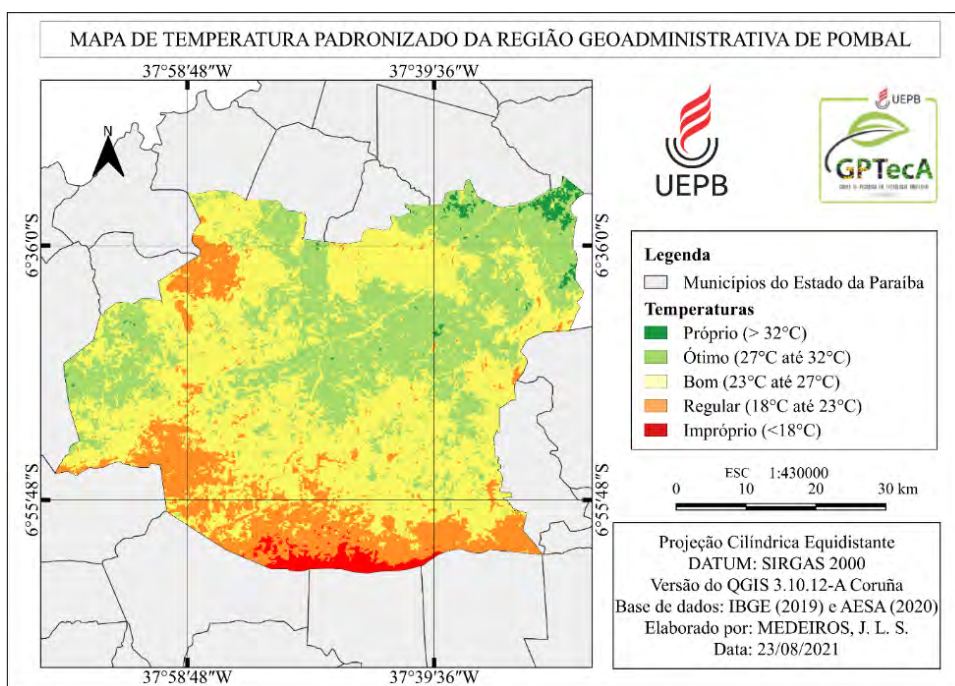 MAPA DE TEMPERATURA PADRONIZADO DA REGIÃO GEOADMINISTRATIVA DE POMBAL
37°58′48″W
37°39′36″W
N
6°36′0″S
6°36′0″S
6°55′48″S
6°55′48″S
37°58′48″W
37°39′36″W
UEPB
UEPB
GPTecA
Legenda
Municípios do Estado da Paraíba
Temperaturas
Próprio (> 32°C)
Ótimo (27°C até 32°C)
Bom (23°C até 27°C)
Regular (18°C até 23°C)
Impróprio (<18°C)
ESC 1:430000
0 10 20 30 km
Projeção Cilíndrica Equidistante
DATUM: SIRGAS 2000
Versão do QGIS 3.10.12-A Coruña
Base de dados: IBGE (2019) e AESA (2020)
Elaborado por: MEDEIROS, J. L. S.
Data: 23/08/2021